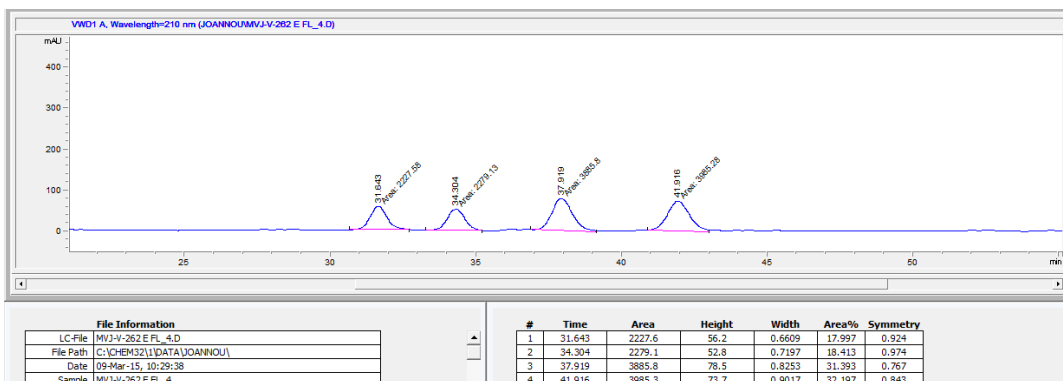 VWD1 A, Wavelength=210 nm (JOANNOU\MVJ-V-262 E FL_4.D)
mAU
400
300
200
100
0
31.643
Area: 2227.58
34.304
Area: 2279.13
37.919
Area: 3885.8
41.916
Area: 3985.28
25 30 35 40 45 50 min
File Information
LC-File MVJ-V-262 E FL_4.D
File Path C:\CHEM32\1\DATA\JOANNOU\
Date 09-Mar-15, 10:29:38
Sample MVJ-V-262 E FL_4
# Time Area Height Width Area% Symmetry
1 31.643 2227.6 56.2 0.6609 17.997 0.924
2 34.304 2279.1 52.8 0.7197 18.413 0.974
3 37.919 3885.8 78.5 0.8253 31.393 0.767
4 41.916 3985.3 73.7 0.9017 32.197 0.843